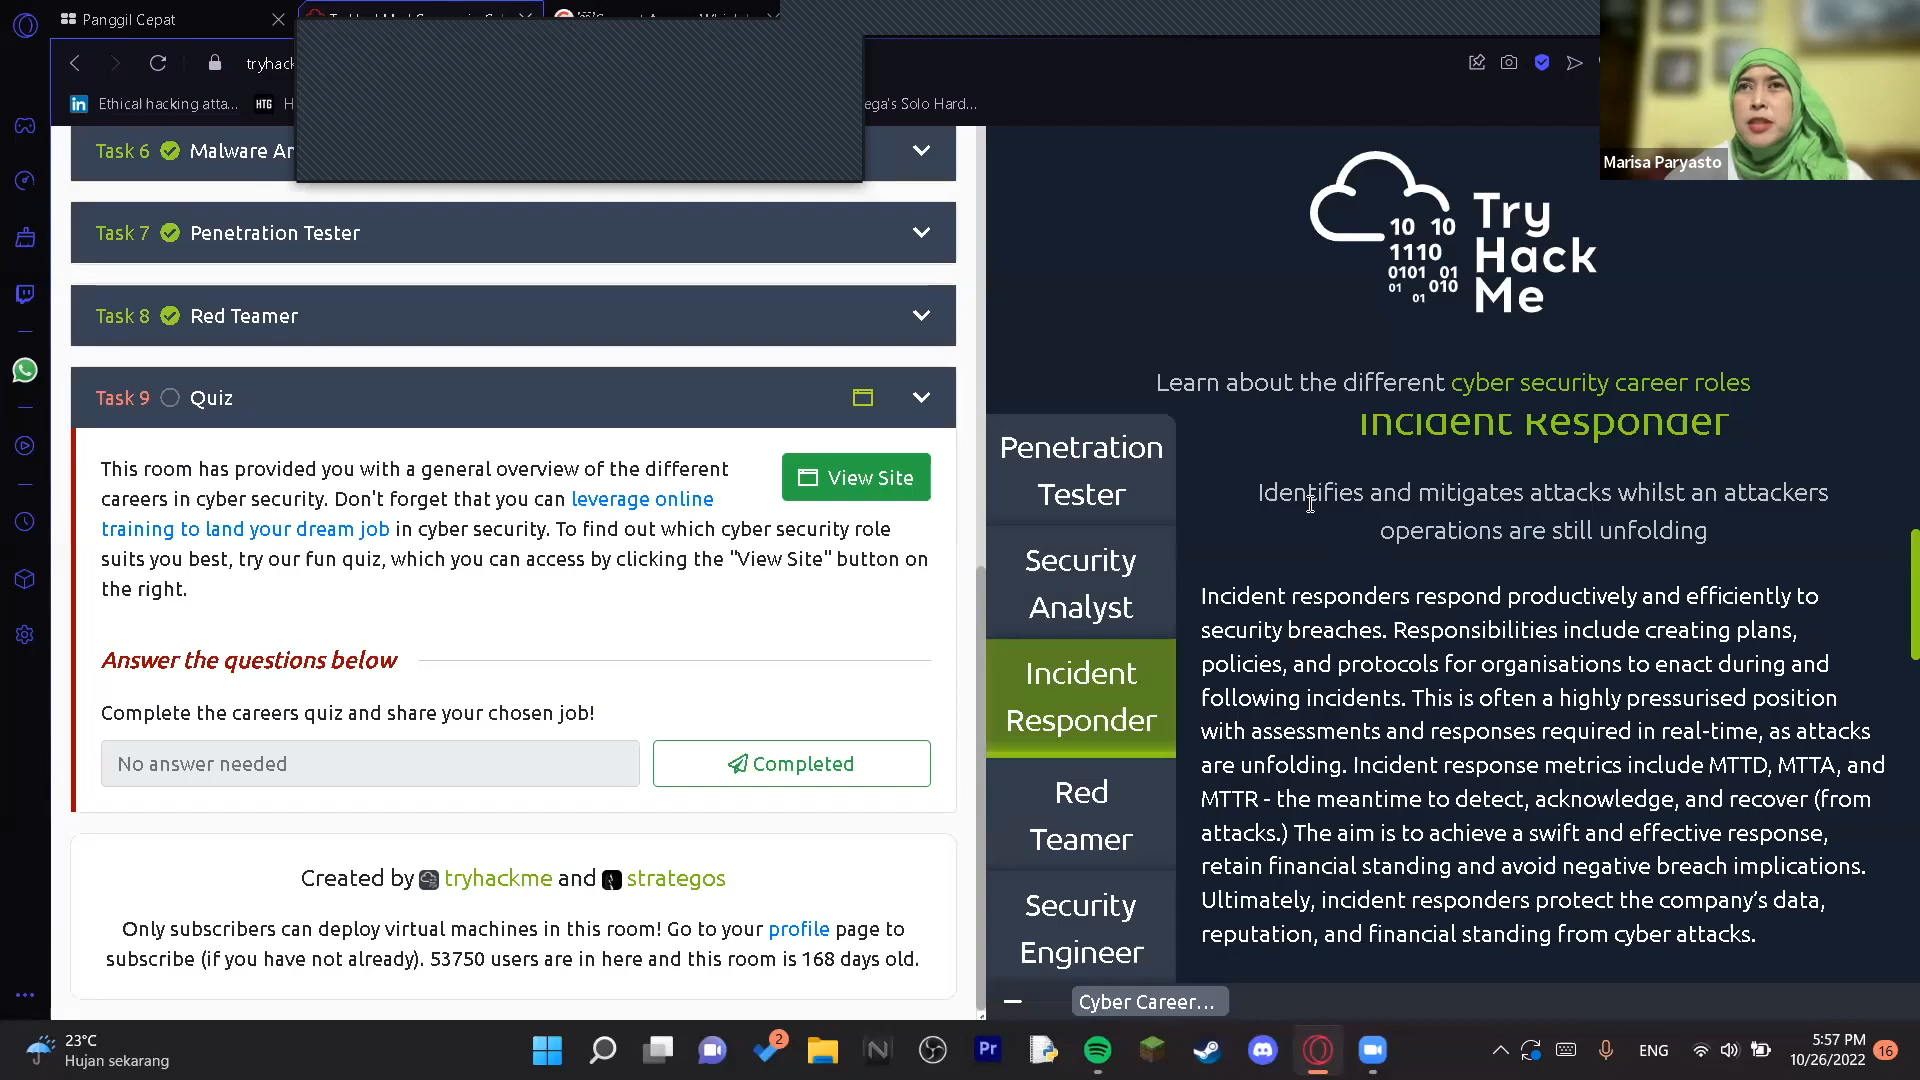 Panggil Cepat
tryhack
Ethical hacking atta...
HTG
H
ega's Solo Hard...
Marisa Paryasto
Task 6
Malware An
Task 7
Penetration Tester
Task 8
Red Teamer
Task 9
Quiz
This room has provided you with a general overview of the different
careers in cyber security. Don't forget that you can leverage online
training to land your dream job in cyber security. To find out which cyber security role
suits you best, try our fun quiz, which you can access by clicking the "View Site" button on
the right.
View Site
Answer the questions below
Complete the careers quiz and share your chosen job!
No answer needed
Completed
Created by tryhackme and strategos
Only subscribers can deploy virtual machines in this room! Go to your profile page to
subscribe (if you have not already). 53750 users are in here and this room is 168 days old.
10 10
1110
0101 01
01 010
01
Try
Hack
Me
Learn about the different cyber security career roles
Penetration
Tester
Security
Analyst
Incident
Responder
Red
Teamer
Security
Engineer
Incident Responder
Identifies and mitigates attacks whilst an attackers
operations are still unfolding
Incident responders respond productively and efficiently to
security breaches. Responsibilities include creating plans,
policies, and protocols for organisations to enact during and
following incidents. This is often a highly pressurised position
with assessments and responses required in real-time, as attacks
are unfolding. Incident response metrics include MTTD, MTTA, and
MTTR - the meantime to detect, acknowledge, and recover (from
attacks.) The aim is to achieve a swift and effective response,
retain financial standing and avoid negative breach implications.
Ultimately, incident responders protect the company's data,
reputation, and financial standing from cyber attacks.
Cyber Career...
23°C
Hujan sekarang
2
Pr
ENG
5:57 PM
10/26/2022
16